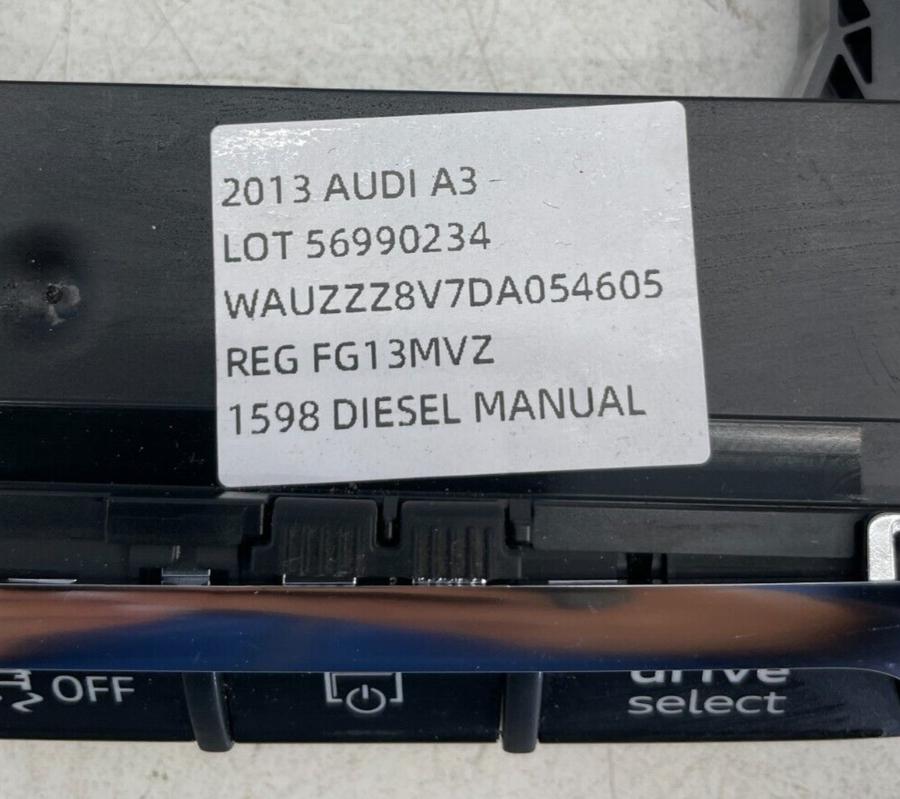 2013 AUDI A3
LOT 56990234
WAUZZZ8V7DA054605
REG FG13MVZ
1598 DIESEL MANUAL
OFF
drive
select